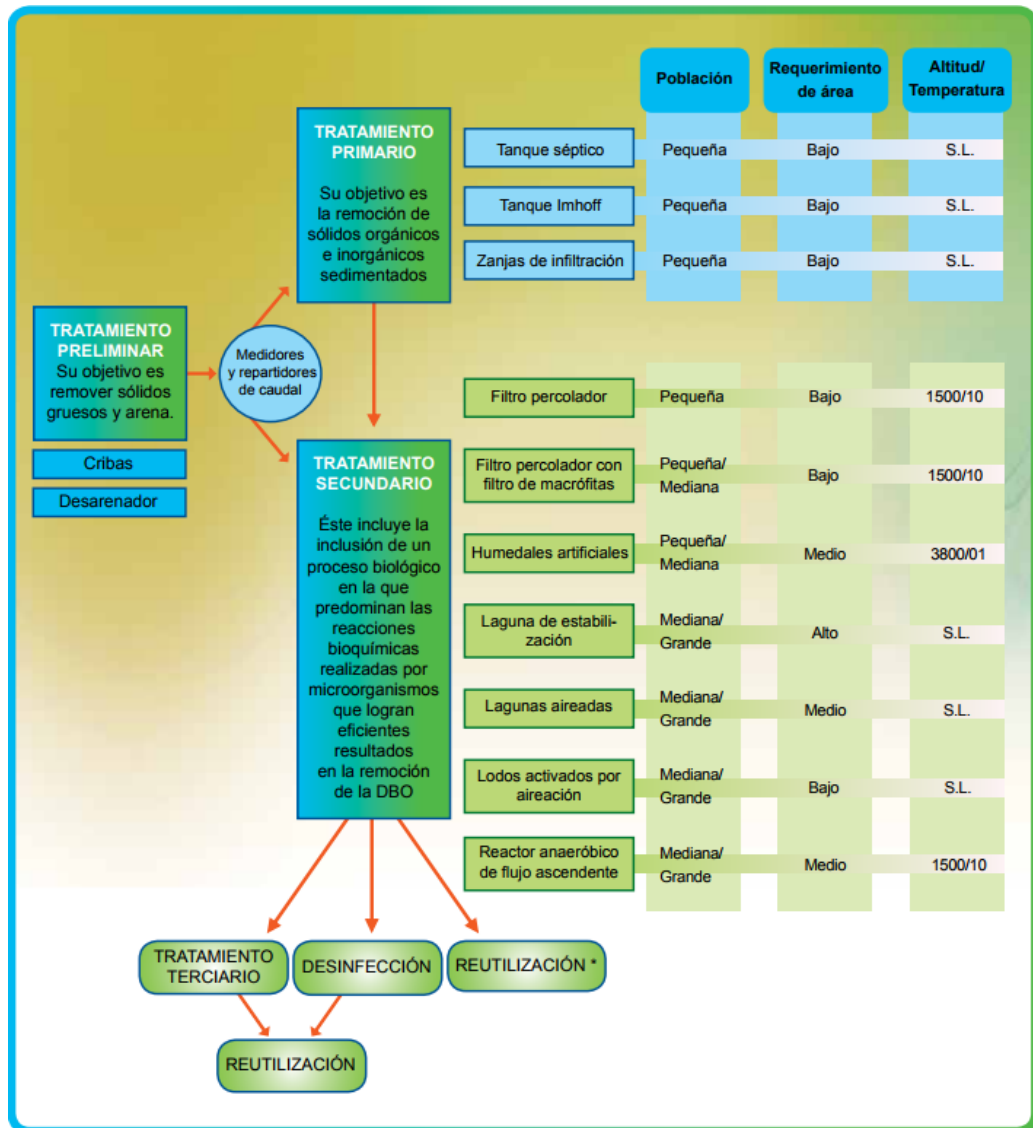 Población
Requerimiento
de área
Altitud/
Temperatura
TRATAMIENTO
PRIMARIO
Su objetivo es
la remoción de
sólidos orgánicos
e inorgánicos
sedimentados
Tanque séptico Pequeña Bajo S.L.
Tanque Imhoff Pequeña Bajo S.L.
Zanjas de infiltración Pequeña Bajo S.L.
TRATAMIENTO
PRELIMINAR
Su objetivo es
remover sólidos
gruesos y arena.
Cribas
Desarenador
Medidores
y repartidores
de caudal
TRATAMIENTO
SECUNDARIO
Éste incluye la
inclusión de un
proceso biológico
en la que
predominan las
reacciones
bioquímicas
realizadas por
microorganismos
que logran
eficientes
resultados
en la remoción
de la DBO
Filtro percolador Pequeña Bajo 1500/10
Filtro percolador con
filtro de macrófitas
Pequeña/
Mediana
Bajo 1500/10
Humedales artificiales
Pequeña/
Mediana
Medio 3800/01
Laguna de estabili-
zación
Mediana/
Grande
Alto S.L.
Lagunas aireadas
Mediana/
Grande
Medio S.L.
Lodos activados por
aireación
Mediana/
Grande
Bajo S.L.
Reactor anaeróbico
de flujo ascendente
Mediana/
Grande
Medio 1500/10
TRATAMIENTO
TERCIARIO
DESINFECCIÓN
REUTILIZACIÓN *
REUTILIZACIÓN